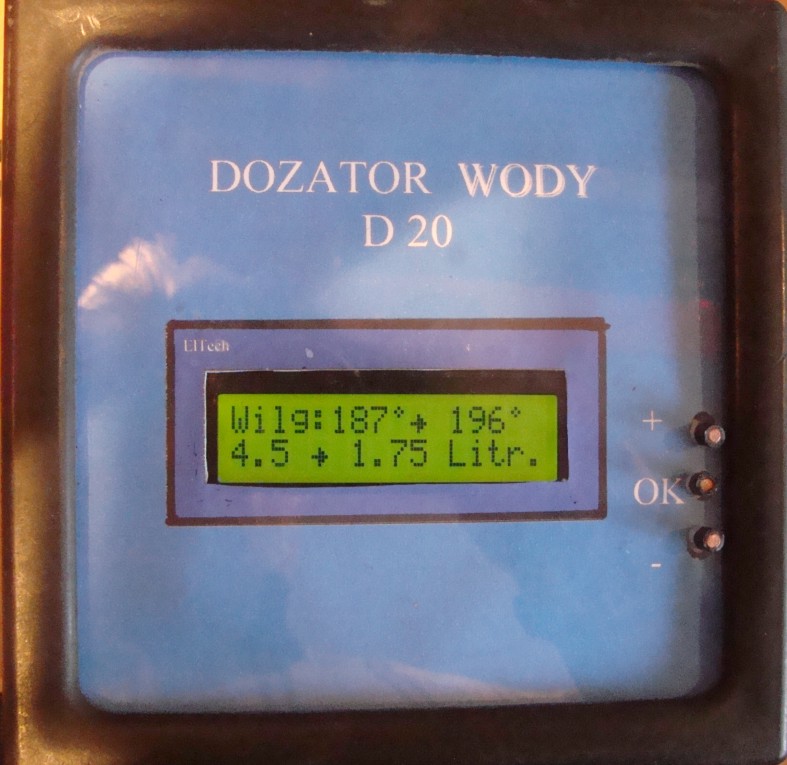 DOZATOR WODY
D 20
ElTech
Wilg:187°→ 196°
4.5 → 1.75 Litr.
+
OK
-